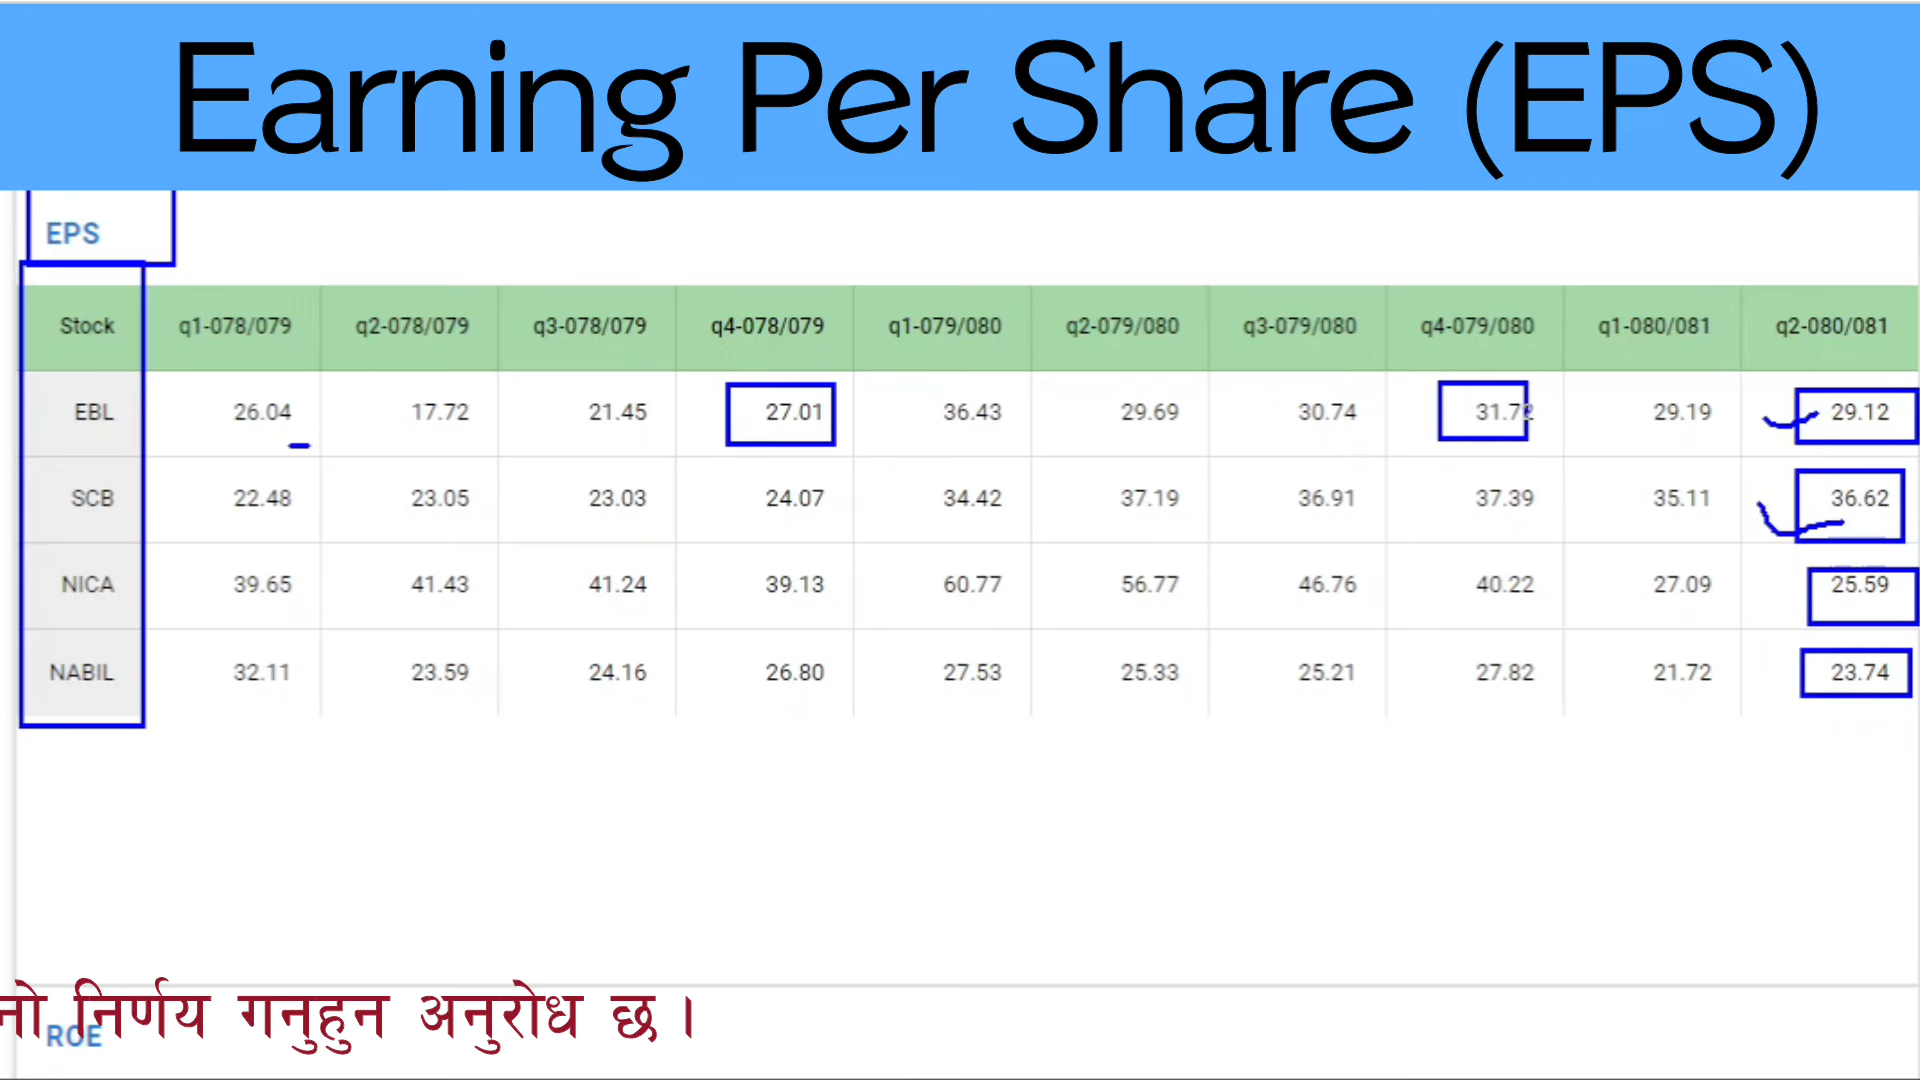 Earning Per Share (EPS)
EPS
Stock q1-078/079 q2-078/079 q3-078/079 q4-078/079 q1-079/080 q2-079/080 q3-079/080 q4-079/080 q1-080/081 q2-080/081
EBL 26.04 17.72 21.45 27.01 36.43 29.69 30.74 31.72 29.19 29.12
SCB 22.48 23.05 23.03 24.07 34.42 37.19 36.91 37.39 35.11 36.62
NICA 39.65 41.43 41.24 39.13 60.77 56.77 46.76 40.22 27.09 25.59
NABIL 32.11 23.59 24.16 26.80 27.53 25.33 25.21 27.82 21.72 23.74
निर्णय गनुहुन अनुरोध छ ।
ROE